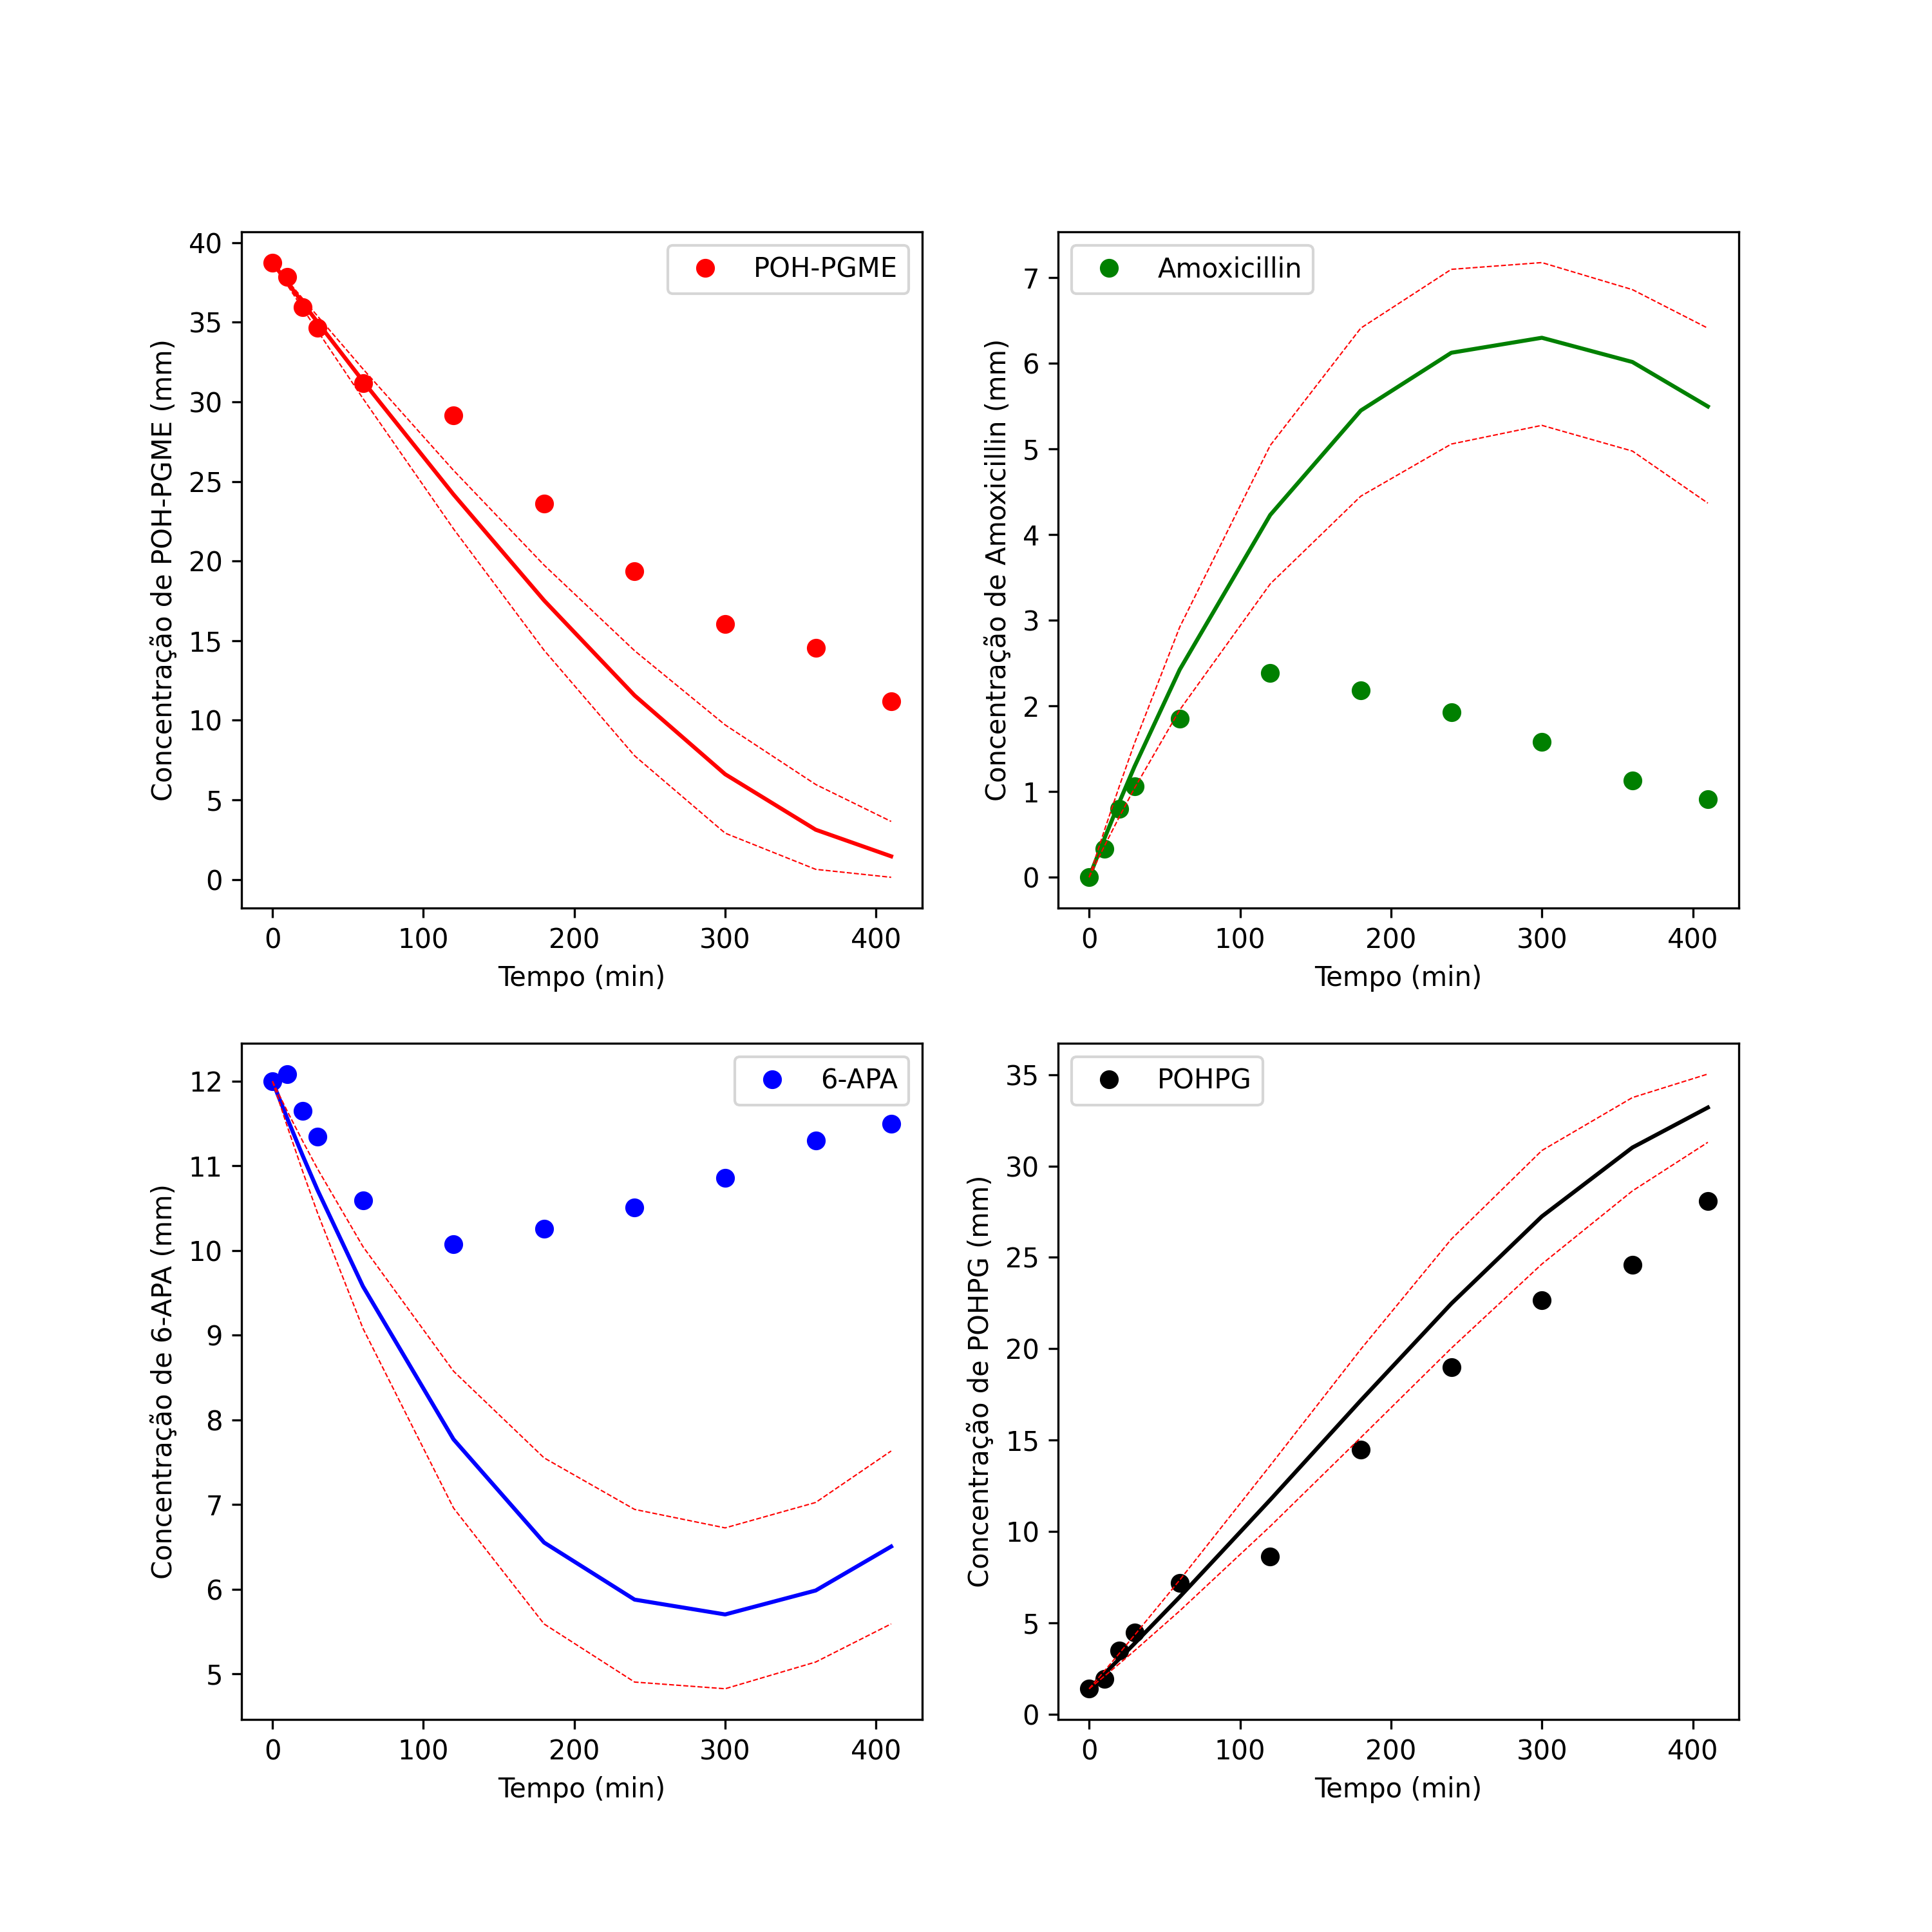 POH-PGME
Concentração de POH-PGME (mm)
40
35
30
25
20
15
10
5
0
0 100 200 300 400
Tempo (min)
Amoxicillin
Concentração de Amoxicillin (mm)
7
6
5
4
3
2
1
0
0 100 200 300 400
Tempo (min)
6-APA
Concentração de 6-APA (mm)
12
11
10
9
8
7
6
5
0 100 200 300 400
Tempo (min)
POHPG
Concentração de POHPG (mm)
35
30
25
20
15
10
5
0
0 100 200 300 400
Tempo (min)